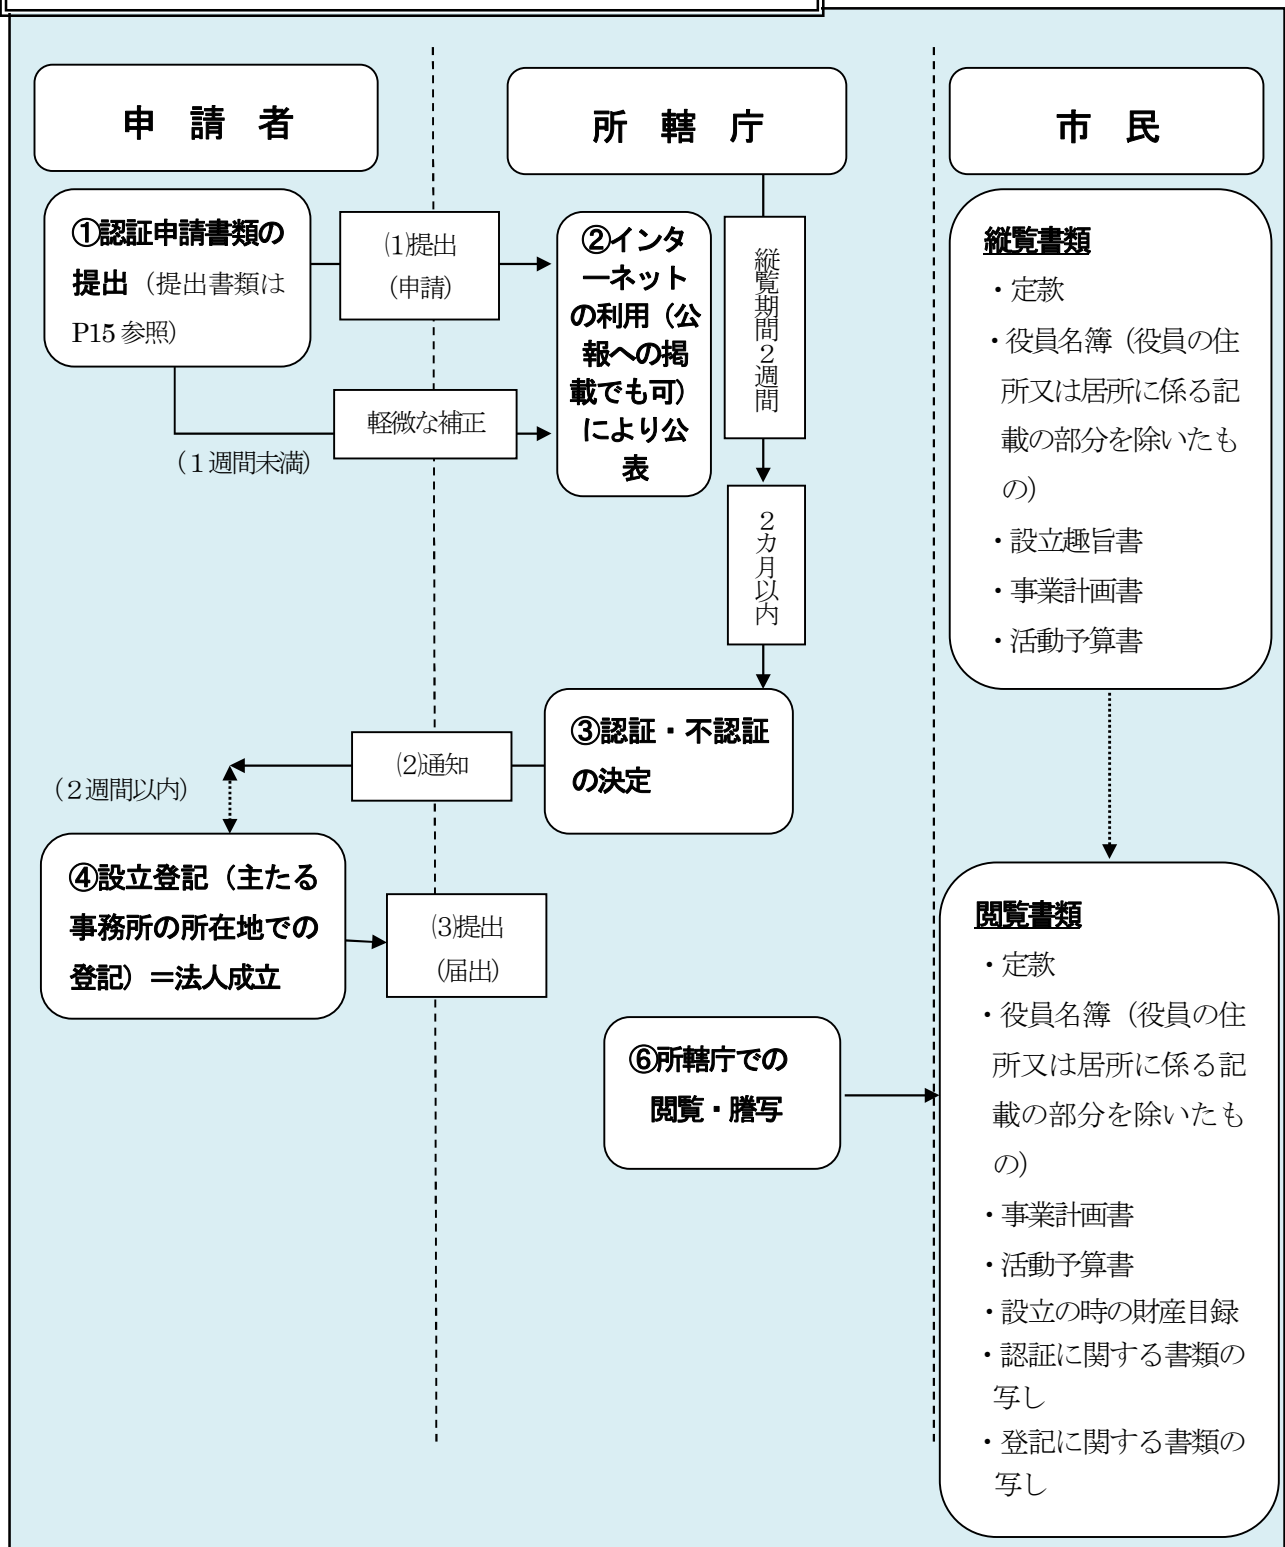 申 請 者
所 轄 庁
市 民
①認証申請書類の
提出（提出書類は
P15 参照）
⑴提出
（申請）
軽微な補正
（１週間未満）
②インタ
ーネット
の利用（公
報への掲
載でも可）
により公
表
縦覧期間２週間
２カ月以内
縦覧書類
・定款
・役員名簿（役員の住
所又は居所に係る記
載の部分を除いたも
の）
・設立趣旨書
・事業計画書
・活動予算書
③認証・不認証
の決定
⑵通知
（２週間以内）
④設立登記（主たる
事務所の所在地での
登記）＝法人成立
⑶提出
（届出）
⑥所轄庁での
閲覧・謄写
閲覧書類
・定款
・役員名簿（役員の住
所又は居所に係る記
載の部分を除いたも
の）
・事業計画書
・活動予算書
・設立の時の財産目録
・認証に関する書類の
写し
・登記に関する書類の
写し